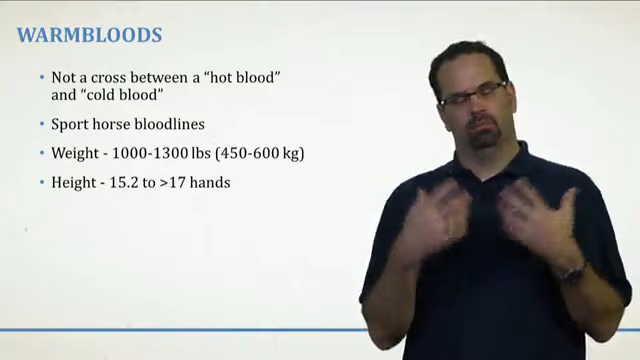 WARMBLOODS
• Not a cross between a “hot blood”
and “cold blood”
• Sport horse bloodlines
• Weight - 1000-1300 lbs (450-600 kg)
• Height - 15.2 to >17 hands